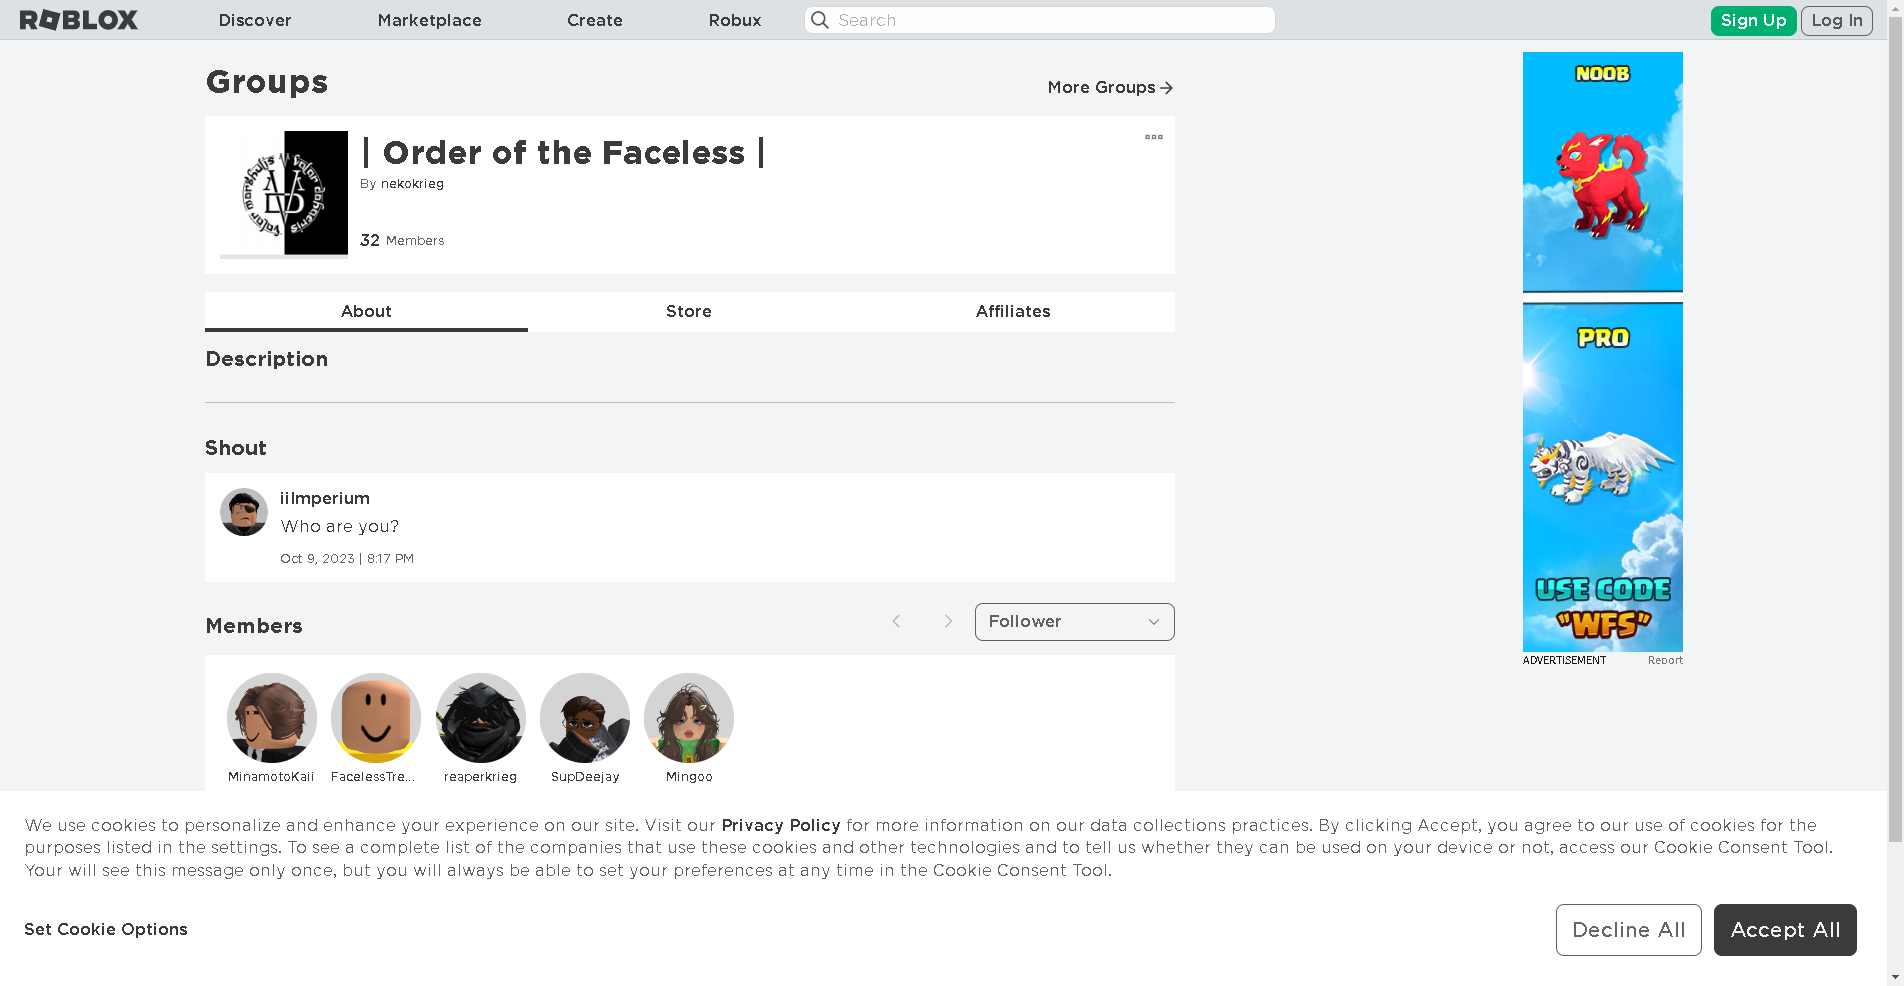 ROBLOX Discover Marketplace Create Robux Search Sign Up Log In
Groups
More Groups
| Order of the Faceless |
By nekokrieg
32 Members
Valar morghulis Valar dohaeris
About Store Affiliates
Description
Shout
iiImperium
Who are you?
Oct 9, 2023 | 8:17 PM
Members
Follower
MinamotoKaii FacelessTre... reaperkrieg SupDeejay Mingoo
NOOB
PRO
USE CODE
"WFS"
ADVERTISEMENT Report
We use cookies to personalize and enhance your experience on our site. Visit our Privacy Policy for more information on our data collections practices. By clicking Accept, you agree to our use of cookies for the
purposes listed in the settings. To see a complete list of the companies that use these cookies and other technologies and to tell us whether they can be used on your device or not, access our Cookie Consent Tool.
Your will see this message only once, but you will always be able to set your preferences at any time in the Cookie Consent Tool.
Set Cookie Options
Decline All
Accept All